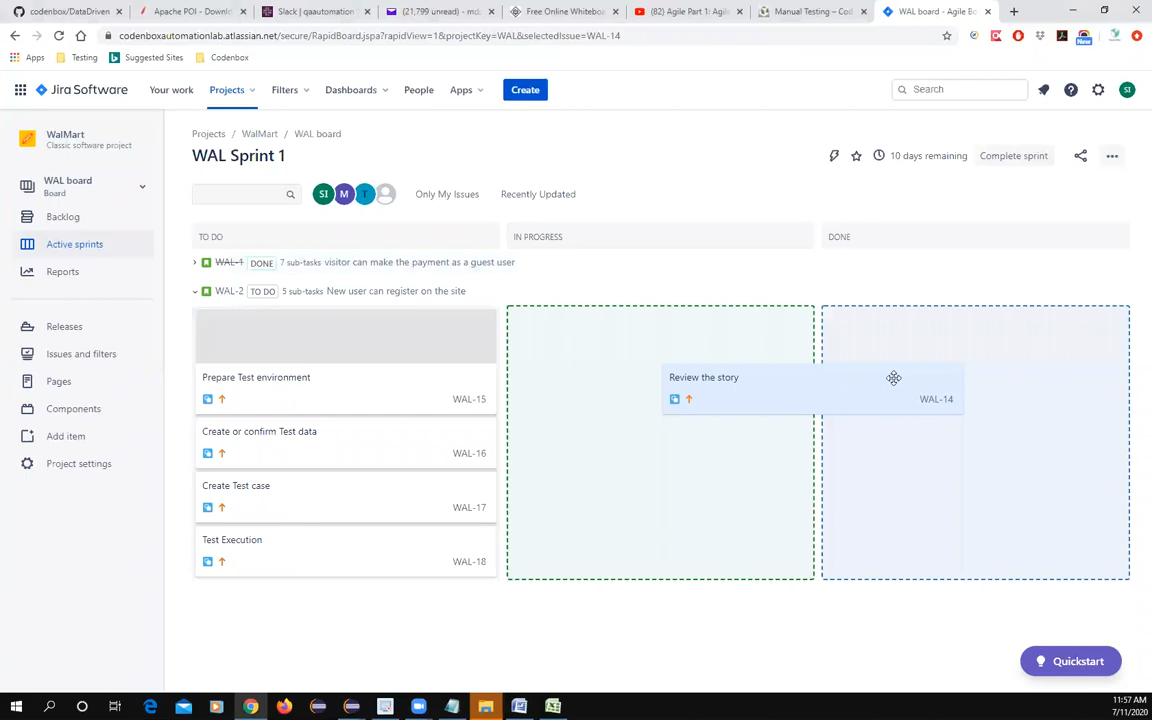 codenbox/DataDriven
Apache POI - Downlo
Slack | qaautomation
(21,799 unread) - md
Free Online Whiteboa
(82) Agile Part 1: Agile
Manual Testing – Cod
WAL board - Agile Bo
codenboxautomationlab.atlassian.net/secure/RapidBoard.jspa?rapidView=1&projectKey=WAL&selectedIssue=WAL-14
Apps Testing Suggested Sites Codenbox
New
Jira Software Your work Projects Filters Dashboards People Apps Create Search SI
WalMart
Classic software project
WAL board
Board
Backlog
Active sprints
Reports
Releases
Issues and filters
Pages
Components
Add item
Project settings
Projects / WalMart / WAL board
WAL Sprint 1
10 days remaining Complete sprint
SI M T Only My Issues Recently Updated
TO DO IN PROGRESS DONE
WAL-1 DONE 7 sub-tasks visitor can make the payment as a guest user
WAL-2 TO DO 5 sub-tasks New user can register on the site
Prepare Test environment
WAL-15
Create or confirm Test data
WAL-16
Create Test case
WAL-17
Test Execution
WAL-18
Review the story
WAL-14
Quickstart
11:57 AM
7/11/2020